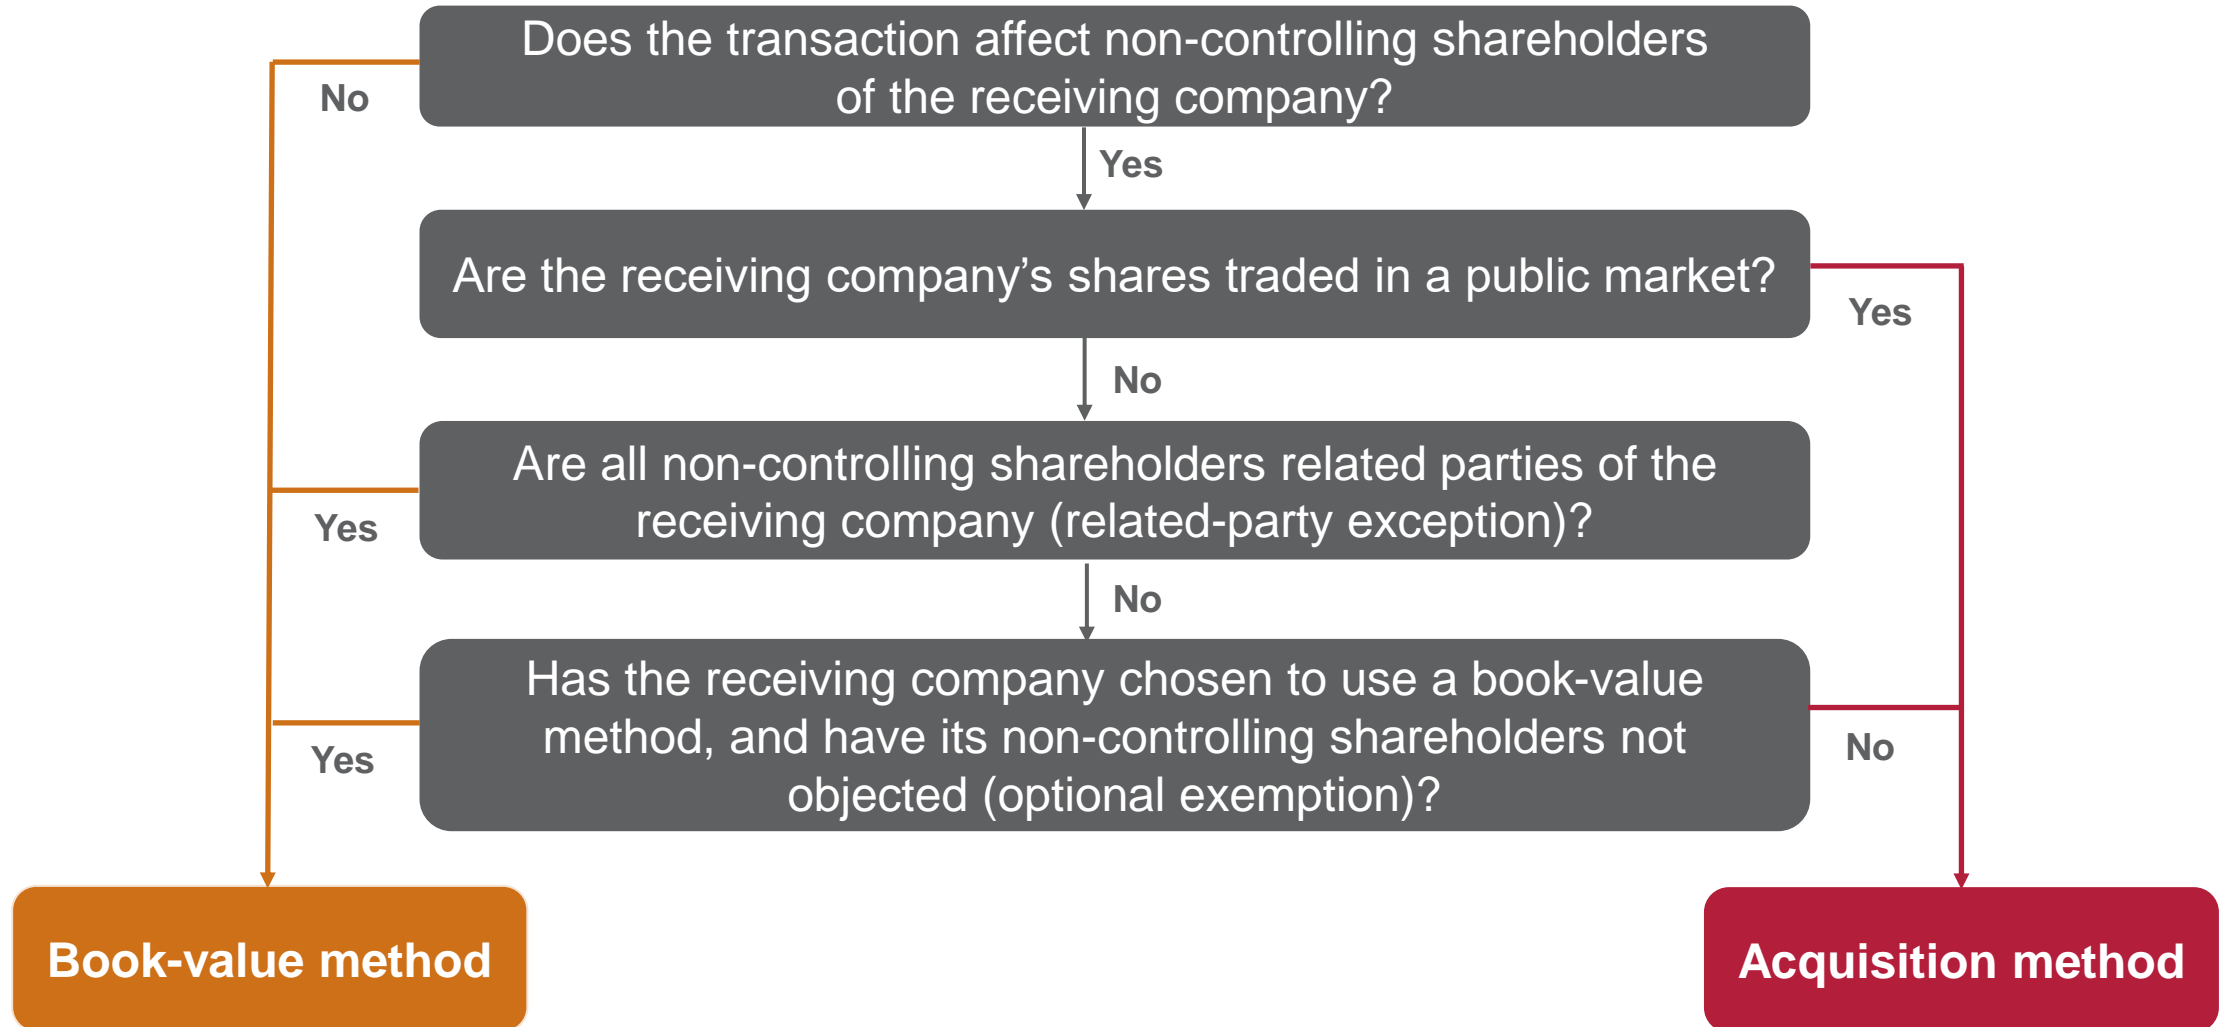 Does the transaction affect non-controlling shareholders
of the receiving company?
No
Yes
Are the receiving company’s shares traded in a public market?
Yes
No
Are all non-controlling shareholders related parties of the
receiving company (related-party exception)?
Yes
No
Has the receiving company chosen to use a book-value
method, and have its non-controlling shareholders not
objected (optional exemption)?
Yes
No
Book-value method
Acquisition method